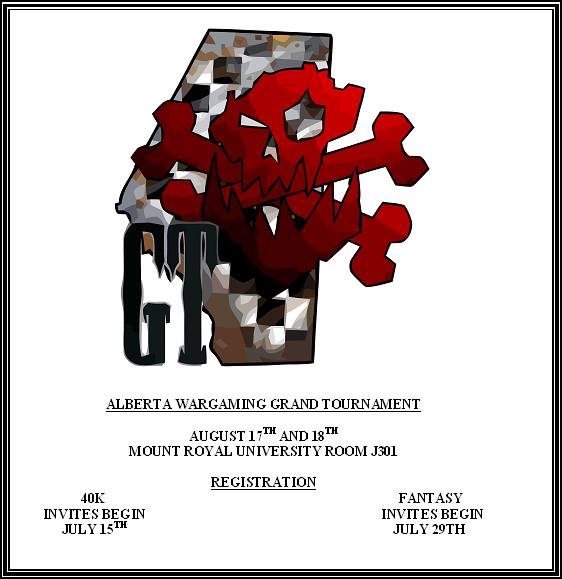 GT
ALBERTA WARGAMING GRAND TOURNAMENT
AUGUST 17TH AND 18TH
MOUNT ROYAL UNIVERSITY ROOM J301
REGISTRATION
40K
INVITES BEGIN
JULY 15TH
FANTASY
INVITES BEGIN
JULY 29TH